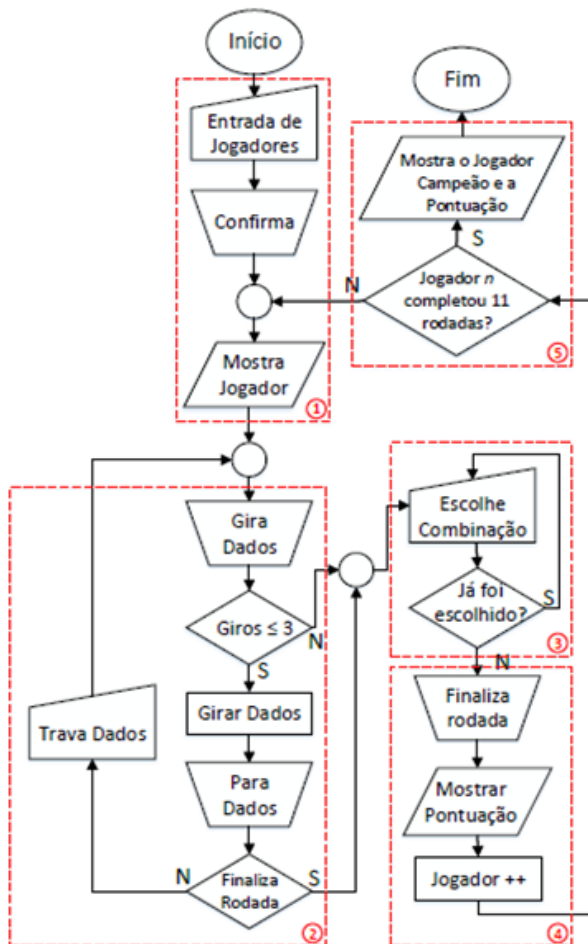 Início
Entrada de
Jogadores
Confirma
Mostra
Jogador
1
Gira
Dados
Giros ≤ 3
N
S
Girar Dados
Para
Dados
Trava Dados
N
Finaliza
Rodada
S
2
Escolhe
Combinação
Já foi
escolhido?
S
3
N
Finaliza
rodada
Mostrar
Pontuação
Jogador ++
4
Fim
Mostra o Jogador
Campeão e a
Pontuação
S
N
Jogador n
completou 11
rodadas?
5